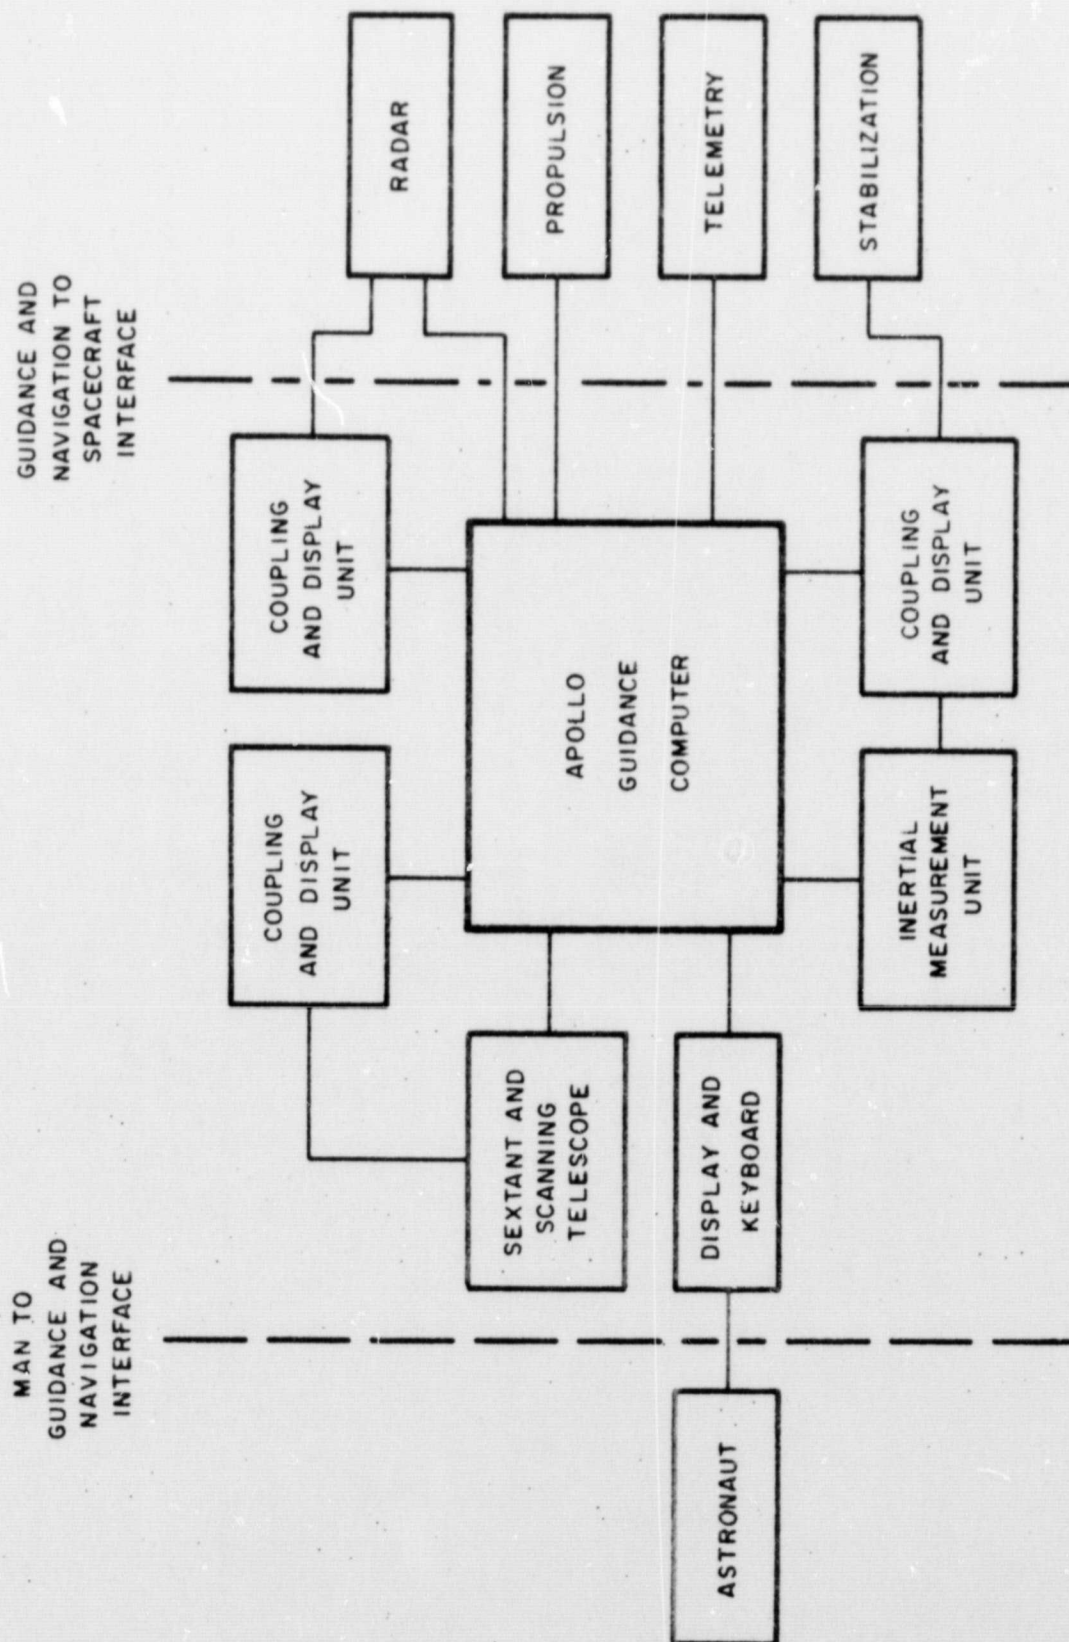 MAN TO
GUIDANCE AND
NAVIGATION
INTERFACE
GUIDANCE AND
NAVIGATION TO
SPACECRAFT
INTERFACE
COUPLING
AND DISPLAY
UNIT
COUPLING
AND DISPLAY
UNIT
RADAR
SEXTANT AND
SCANNING
TELESCOPE
APOLLO
GUIDANCE
COMPUTER
PROPULSION
ASTRONAUT
DISPLAY AND
KEYBOARD
TELEMETRY
INERTIAL
MEASUREMENT
UNIT
COUPLING
AND DISPLAY
UNIT
STABILIZATION